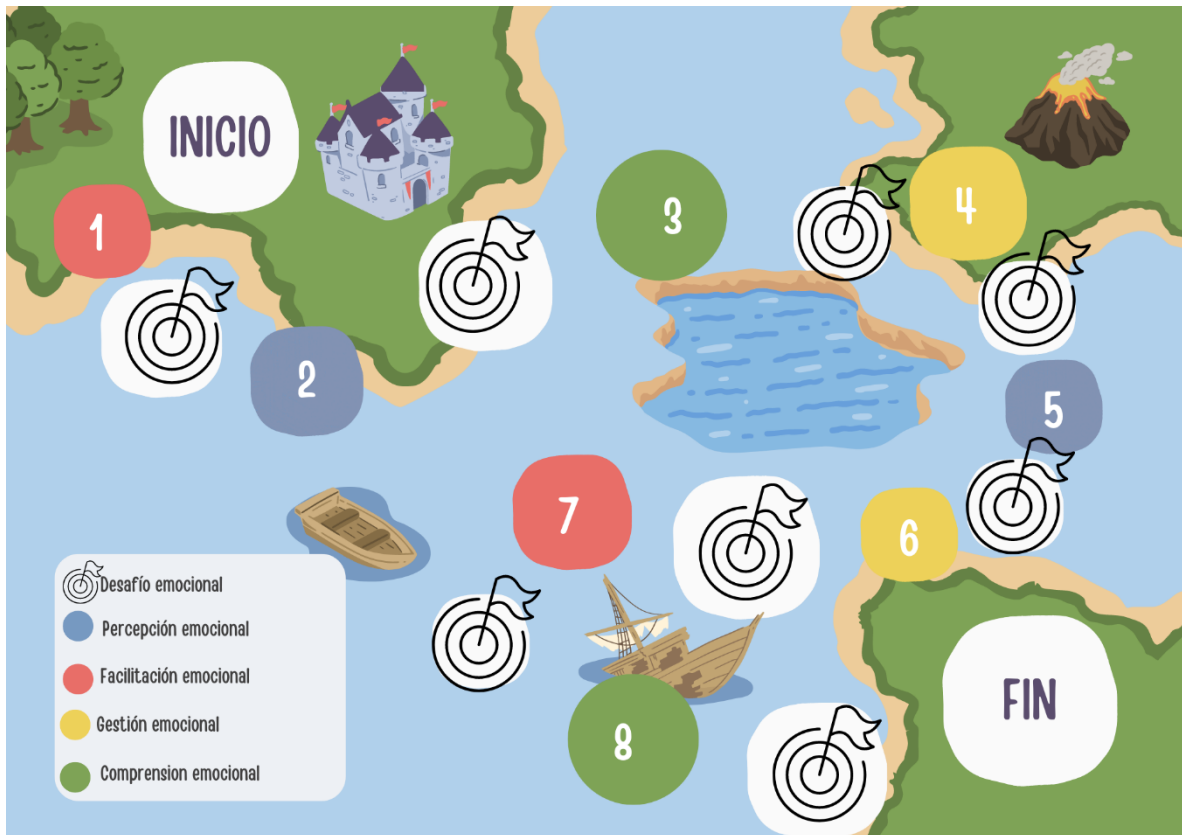 INICIO
1
2
3
4
5
6
7
8
FIN
Desafío emocional
Percepción emocional
Facilitación emocional
Gestión emocional
Comprension emocional